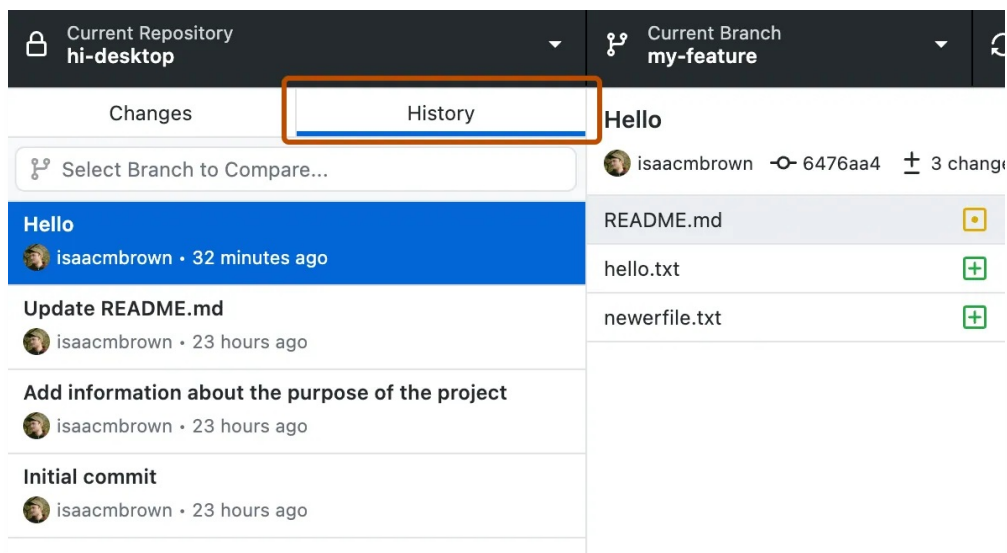 Current Repository
hi-desktop
Current Branch
my-feature
Changes
History
Select Branch to Compare...
Hello
isaacmbrown • 32 minutes ago
Update README.md
isaacmbrown • 23 hours ago
Add information about the purpose of the project
isaacmbrown • 23 hours ago
Initial commit
isaacmbrown • 23 hours ago
Hello
isaacmbrown 6476aa4 3
README.md
hello.txt
newerfile.txt